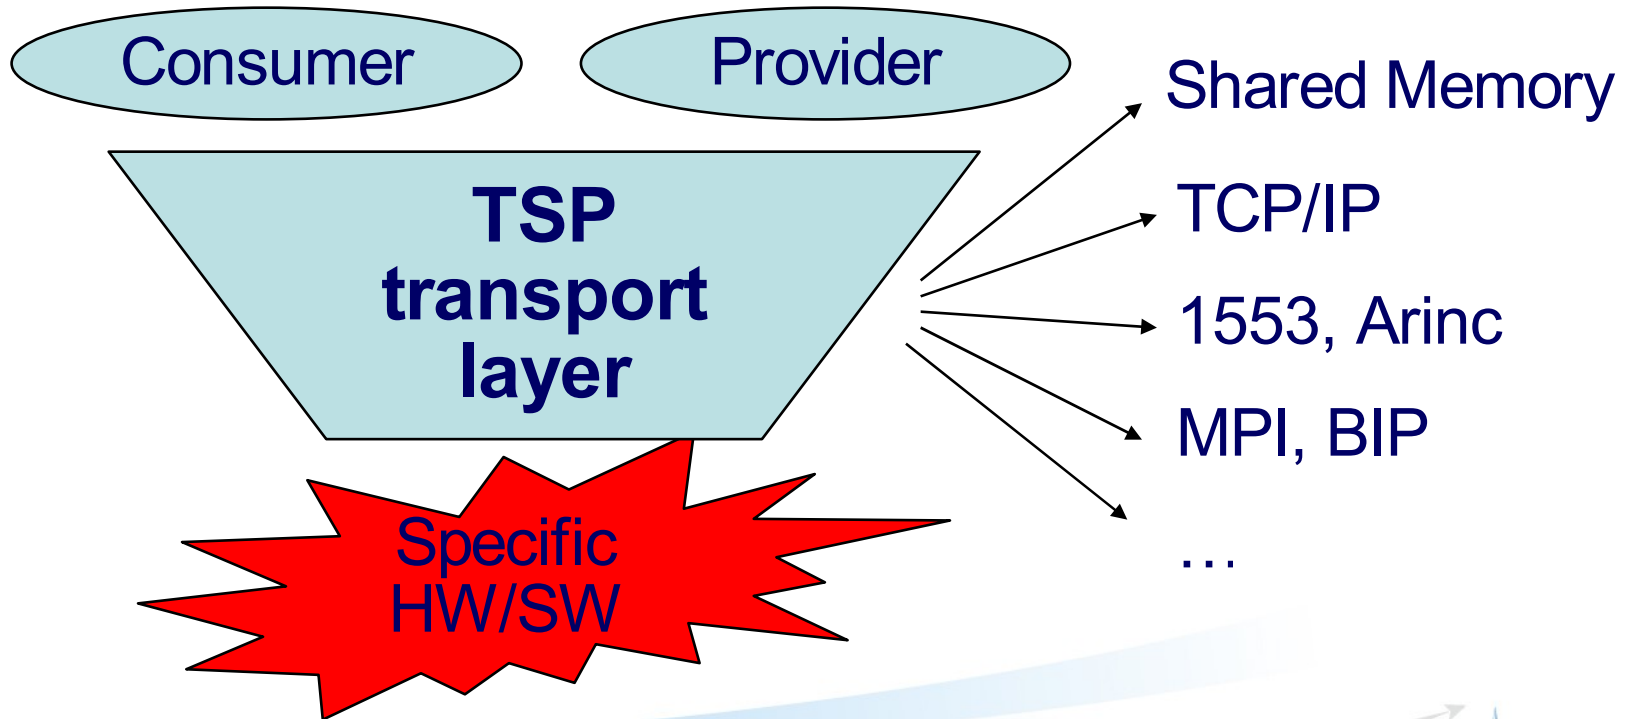 Consumer
Provider
Shared Memory
TSP
transport
layer
TCP/IP
1553, Arinc
MPI, BIP
…
Specific
HW/SW